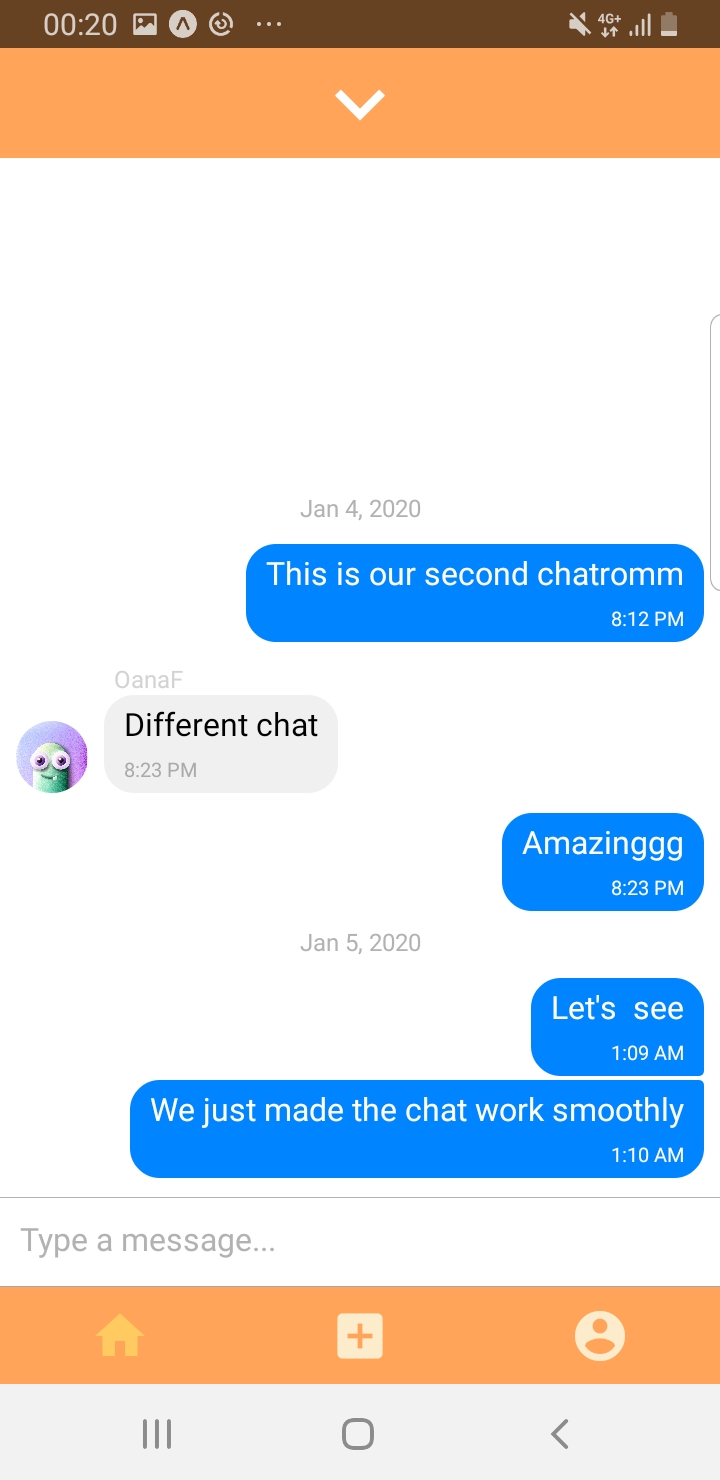 00:20
4G+
Jan 4, 2020
This is our second chatromm
8:12 PM
OanaF
Different chat
8:23 PM
Amazinggg
8:23 PM
Jan 5, 2020
Let's  see
1:09 AM
We just made the chat work smoothly
1:10 AM
Type a message...